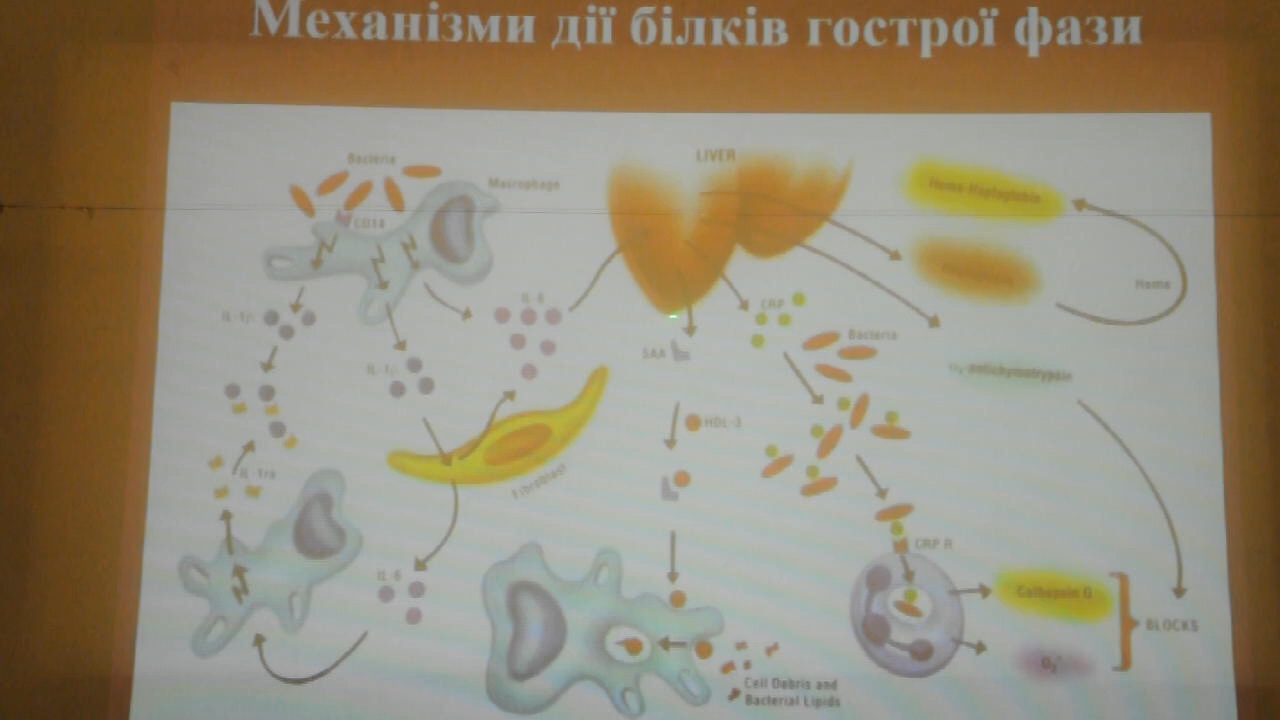 Механізми дії білків гострої фази
Bacteria
LIVER
Macrophage
Heme-Haptoglobin
CD14
Heme
IL-6
CRP
IL-1β
Bacteria
SAA
IL-1β
antichymotrypsin
HDL-3
IL-1ra
Fibroblast
CRP R
IL-6
Cathepsin G
BLOCKS
O₂⁻
Cell Debris and
Bacterial Lipids